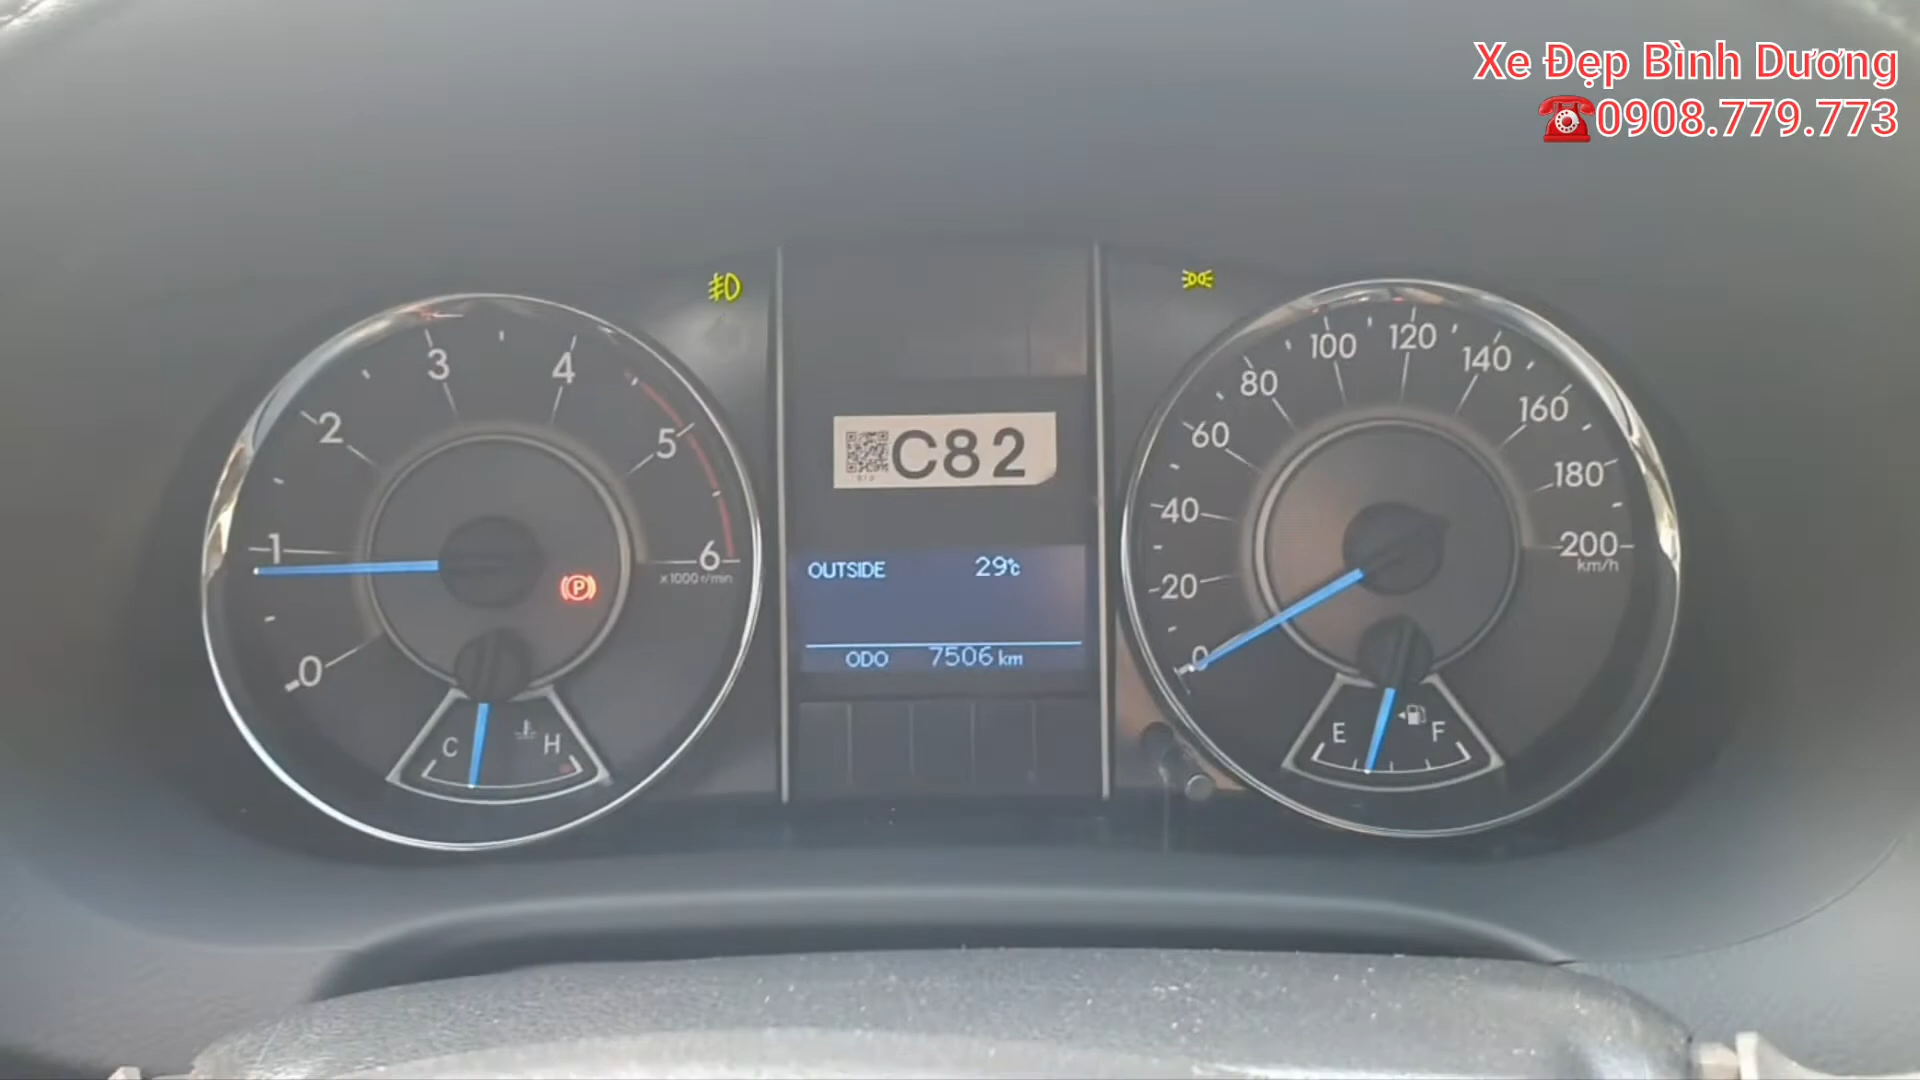 Xe Đẹp Bình Dương
☎0908.779.773
0
1
2
3
4
5
6
x1000 r/min
P
C
H
C82
OUTSIDE 29°C
ODO 7506 km
0
20
40
60
80
100
120
140
160
180
200
km/h
E
F